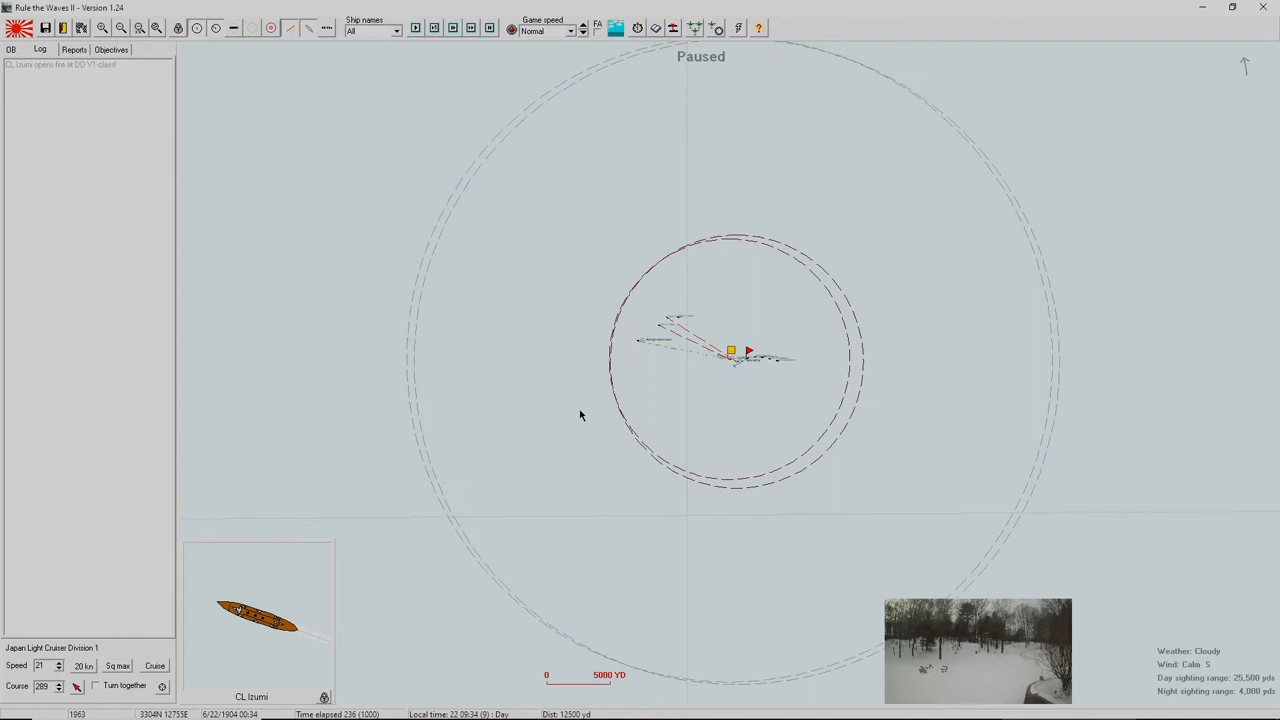 Rule the Waves II - Version 1.24
Ship names
All
Game speed
Normal
FA
OB
Log
Reports
Objectives
CL Izumi opens fire at DD V1-class!
Paused
Japan Light Cruiser Division 1
Speed
21
20 kn
Sq max
Cruise
Course
289
Turn together
CL Izumi
0
5000 YD
Weather: Cloudy
Wind: Calm S
Day sighting range: 25,500 yds
Night sighting range: 4,000 yds
1963
3304N 12755E
6/22/1904 00:34
Time elapsed 236 (1000)
Local time: 22 09:34 (9) : Day
Dist: 12500 yd